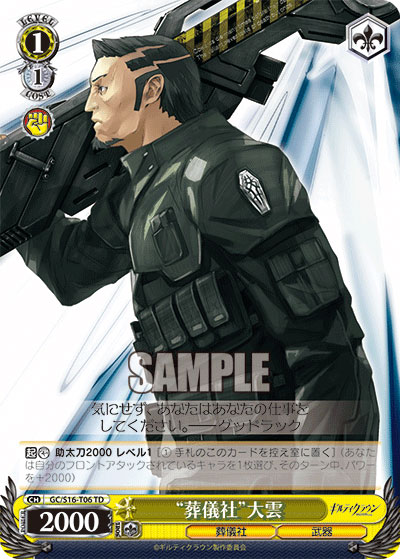 LEVEL
1
1
COST
SAMPLE
気にせず、あなたはあなたの仕事を
してください。――グッドラック
起 助太刀2000 レベル1 [① 手札のこのカードを控え室に置く] (あなた
は自分のフロントアタックされているキャラを1枚選び、そのターン中、パワー
を+2000)
CH GC/S16-T06 TD
2000
“葬儀社”大雲
ギルティクラウン
葬儀社 武器
©ギルティクラウン製作委員会